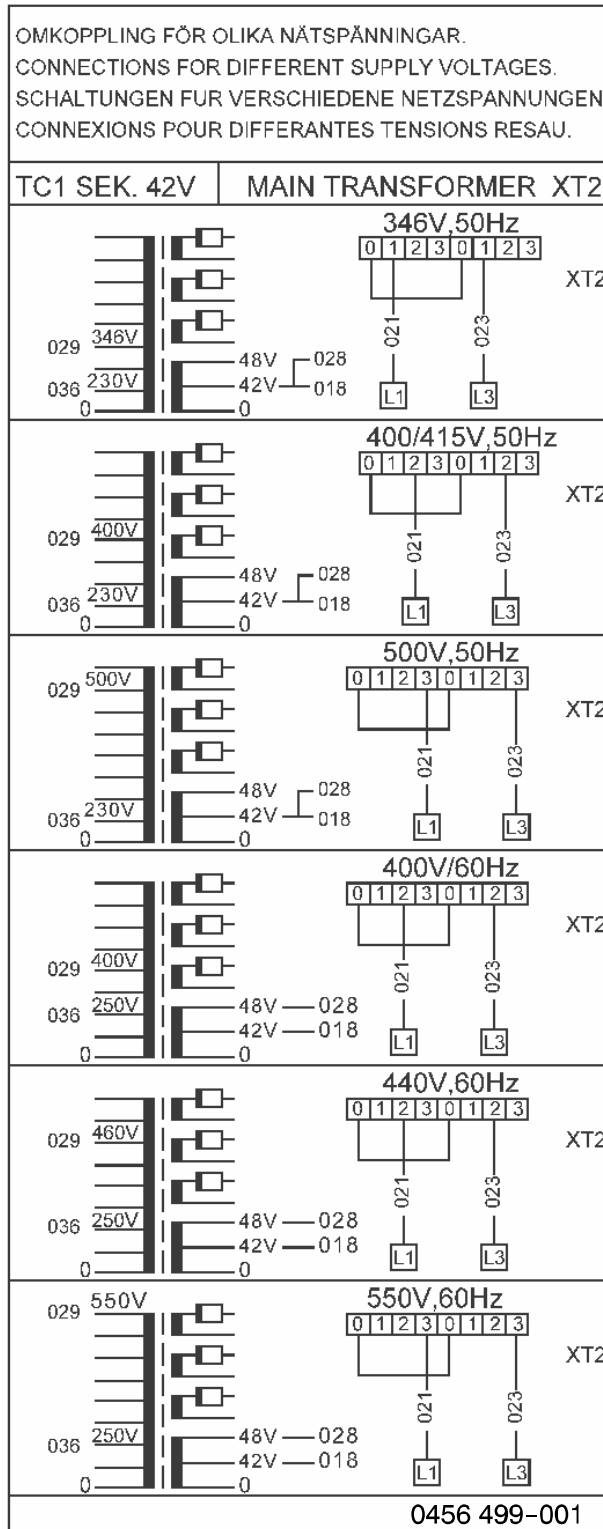 OMKOPPLING FÖR OLIKA NÄTSPÄNNINGAR.
CONNECTIONS FOR DIFFERENT SUPPLY VOLTAGES.
SCHALTUNGEN FUR VERSCHIEDENE NETZSPANNUNGEN
CONNEXIONS POUR DIFFERANTES TENSIONS RESAU.
TC1 SEK. 42V MAIN TRANSFORMER XT2
346V,50Hz
0 1 2 3 0 1 2 3
XT2
021 023
029 346V
48V 028
036 230V 42V 018
L1 L3
0 0
400/415V,50Hz
0 1 2 3 0 1 2 3
XT2
029 400V
021 023
48V 028
036 230V 42V 018
L1 L3
0 0
500V,50Hz
0 1 2 3 0 1 2 3
029 500V
XT2
021 023
48V 028
036 230V 42V 018
L1 L3
0 0
400V/60Hz
0 1 2 3 0 1 2 3
XT2
029 400V
021 023
036 250V 48V 028
42V 018
L1 L3
0 0
440V,60Hz
0 1 2 3 0 1 2 3
029 460V
XT2
021 023
036 250V 48V 028
42V 018
L1 L3
0 0
029 550V 550V,60Hz
0 1 2 3 0 1 2 3
XT2
021 023
036 250V 48V 028
42V 018
L1 L3
0 0
0456 499-001